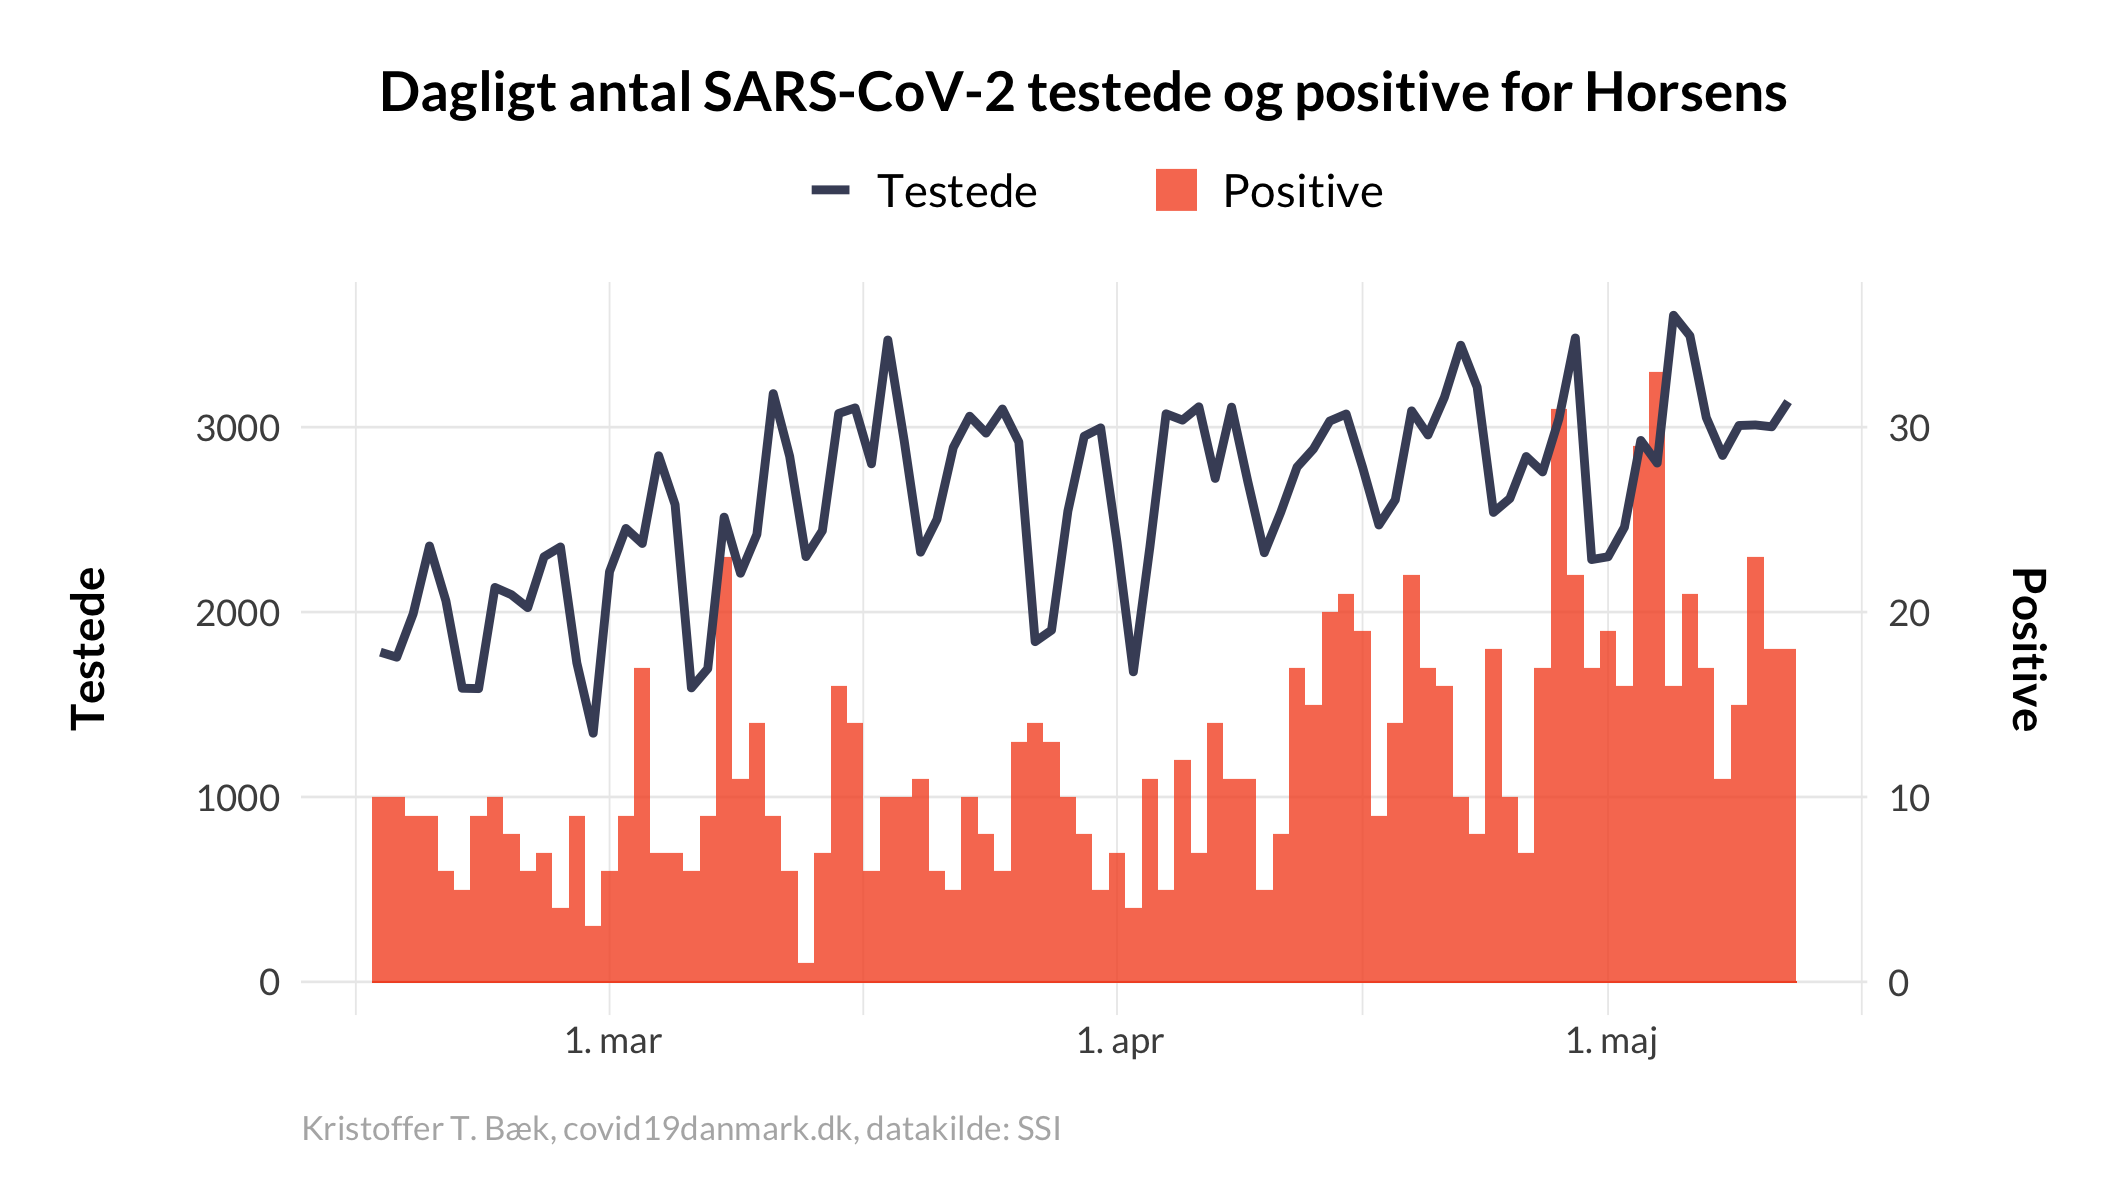 Dagligt antal SARS-CoV-2 testede og positive for Horsens
Testede Positive
3000 30
2000 20
1000 10
0 0
Testede
Positive
1. mar 1. apr 1. maj
Kristoffer T. Bæk, covid19danmark.dk, datakilde: SSI